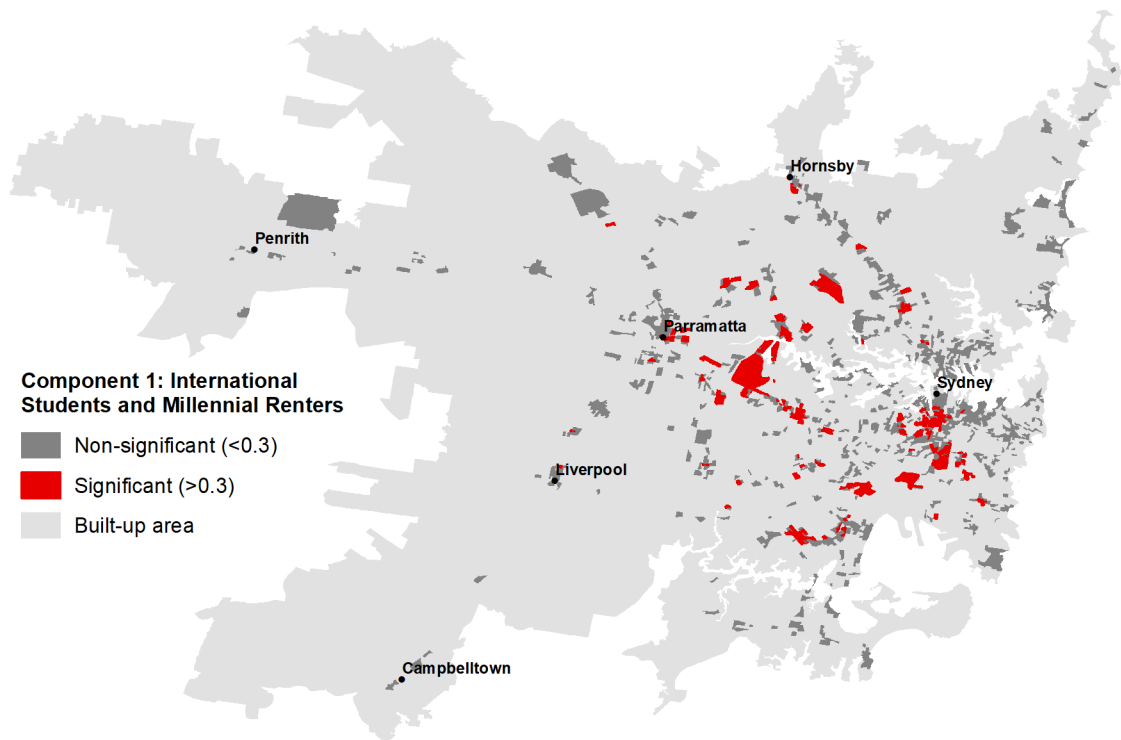 Hornsby
Penrith
Parramatta
Component 1: International
Students and Millennial Renters
Sydney
Non-significant (<0.3)
Liverpool
Significant (>0.3)
Built-up area
Campbelltown